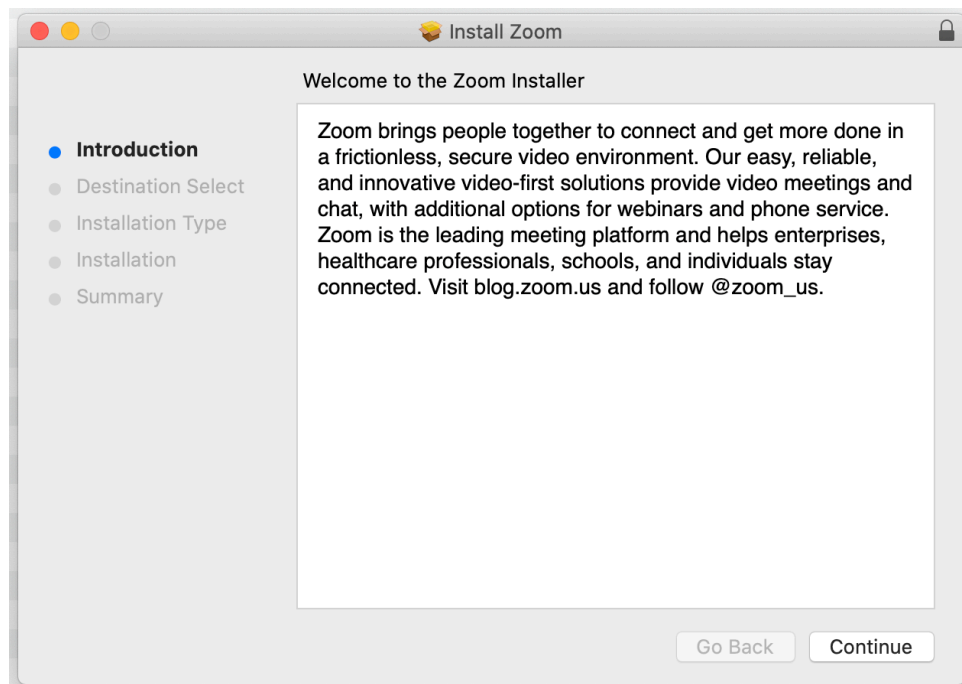 Install Zoom
Welcome to the Zoom Installer
Introduction
Destination Select
Installation Type
Installation
Summary
Zoom brings people together to connect and get more done in
a frictionless, secure video environment. Our easy, reliable,
and innovative video-first solutions provide video meetings and
chat, with additional options for webinars and phone service.
Zoom is the leading meeting platform and helps enterprises,
healthcare professionals, schools, and individuals stay
connected. Visit blog.zoom.us and follow @zoom_us.
Go Back
Continue